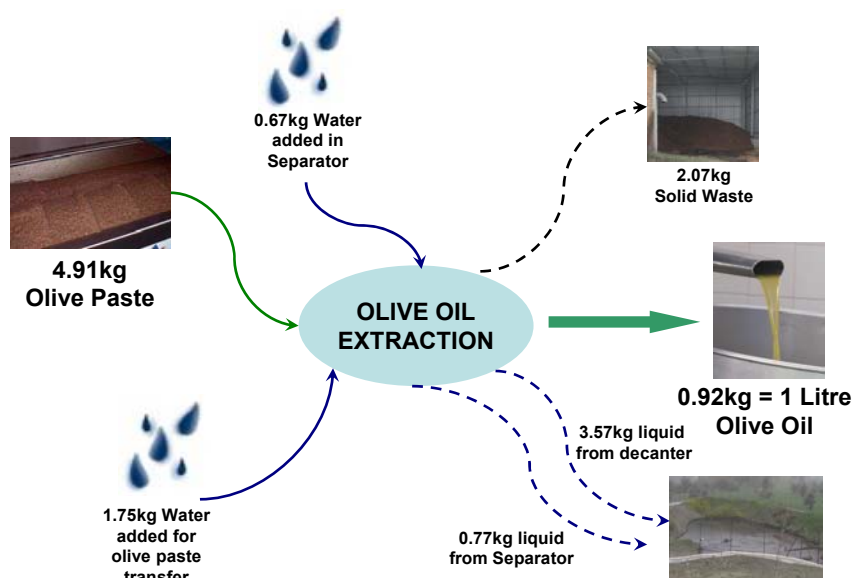 0.67kg Water
added in
Separator
2.07kg
Solid Waste
4.91kg
Olive Paste
OLIVE OIL
EXTRACTION
0.92kg = 1 Litre
Olive Oil
3.57kg liquid
from decanter
1.75kg Water
added for
olive paste
transfer
0.77kg liquid
from Separator